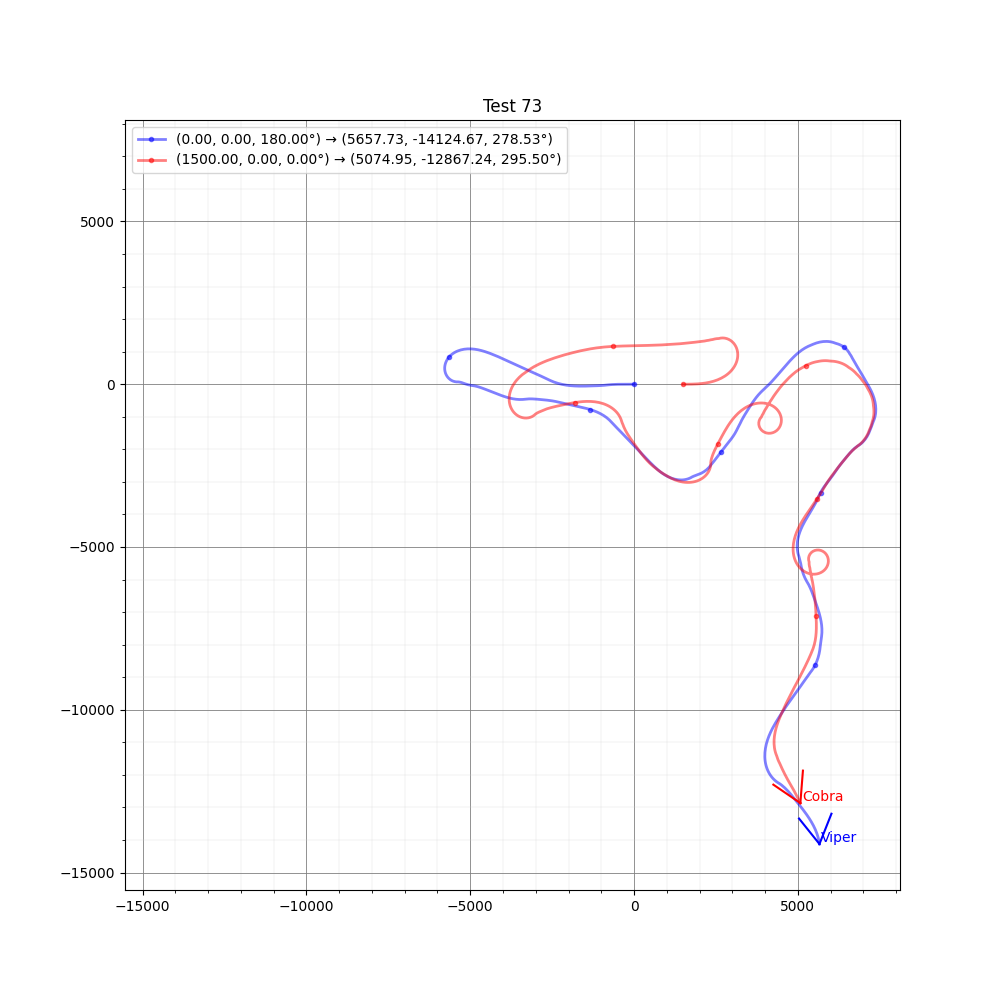 Test 73
(0.00, 0.00, 180.00°) → (5657.73, -14124.67, 278.53°)
(1500.00, 0.00, 0.00°) → (5074.95, -12867.24, 295.50°)
5000
0
−5000
−10000
−15000
Cobra
Viper
−15000 −10000 −5000 0 5000